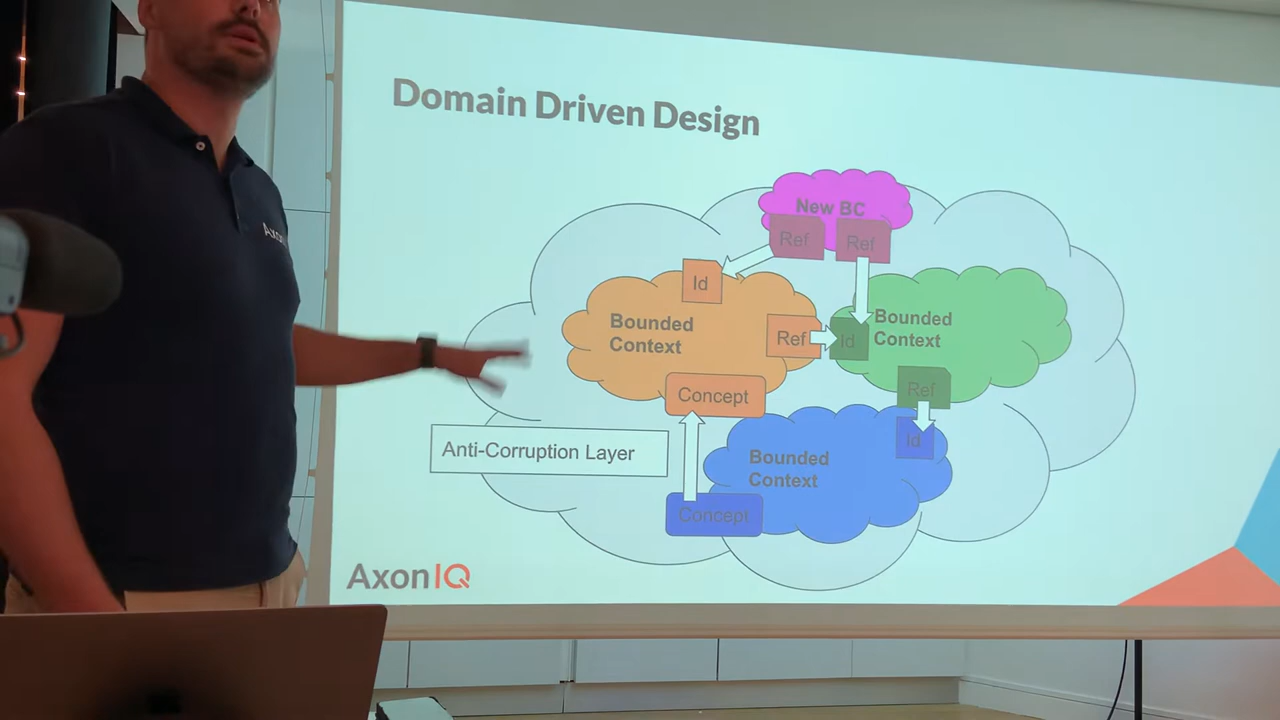 Domain Driven Design
New BC
Ref
Ref
Id
Bounded
Context
Ref
Id
Bounded
Context
Concept
Ref
Anti-Corruption Layer
Bounded
Context
Id
Concept
AxonIQ